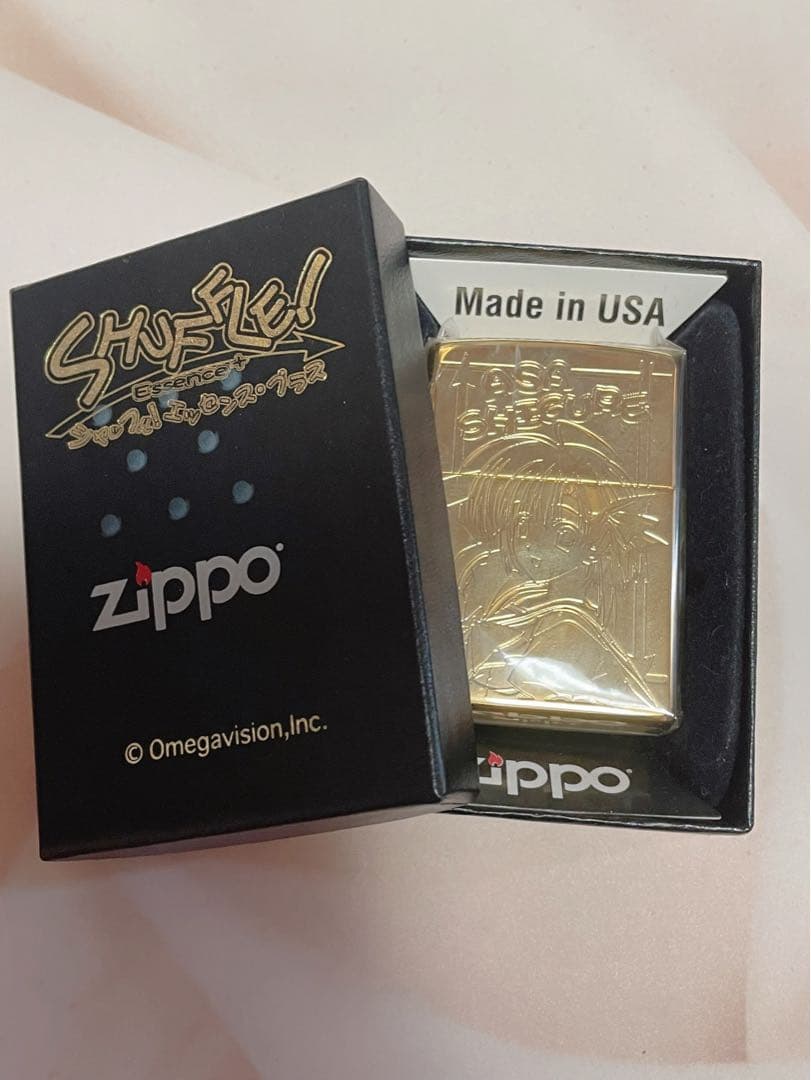 SHUFFLE!
Essence+
シャッフル! エッセンス・プラス
zippo
© Omegavision,Inc.
Made in USA
ASA
SHIGURE
zippo